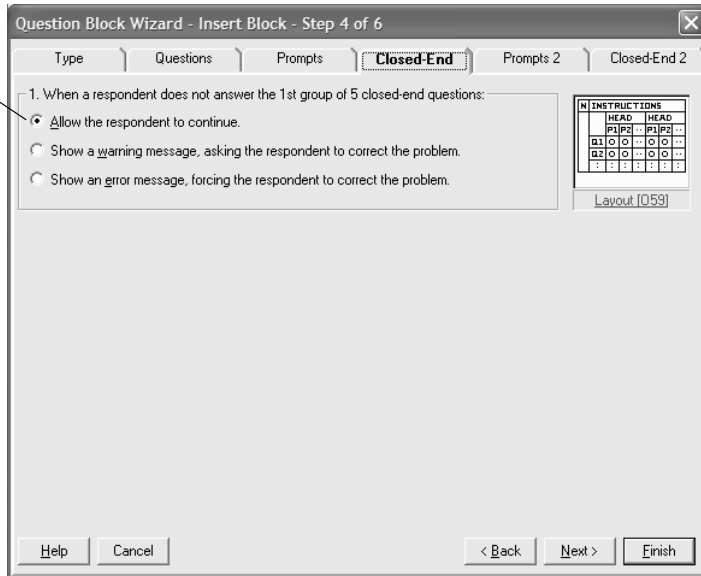 Question Block Wizard - Insert Block - Step 4 of 6
Type Questions Prompts Closed-End Prompts 2 Closed-End 2
1. When a respondent does not answer the 1st group of 5 closed-end questions:
Allow the respondent to continue.
Show a warning message, asking the respondent to correct the problem.
Show an error message, forcing the respondent to correct the problem.
N INSTRUCTIONS
HEAD HEAD
P1 P2 ·· P1 P2 ··
Q1 O O ·· O O ··
Q2 O O ·· O O ··
: : : : : : :
Layout [O59]
Help Cancel < Back Next > Finish